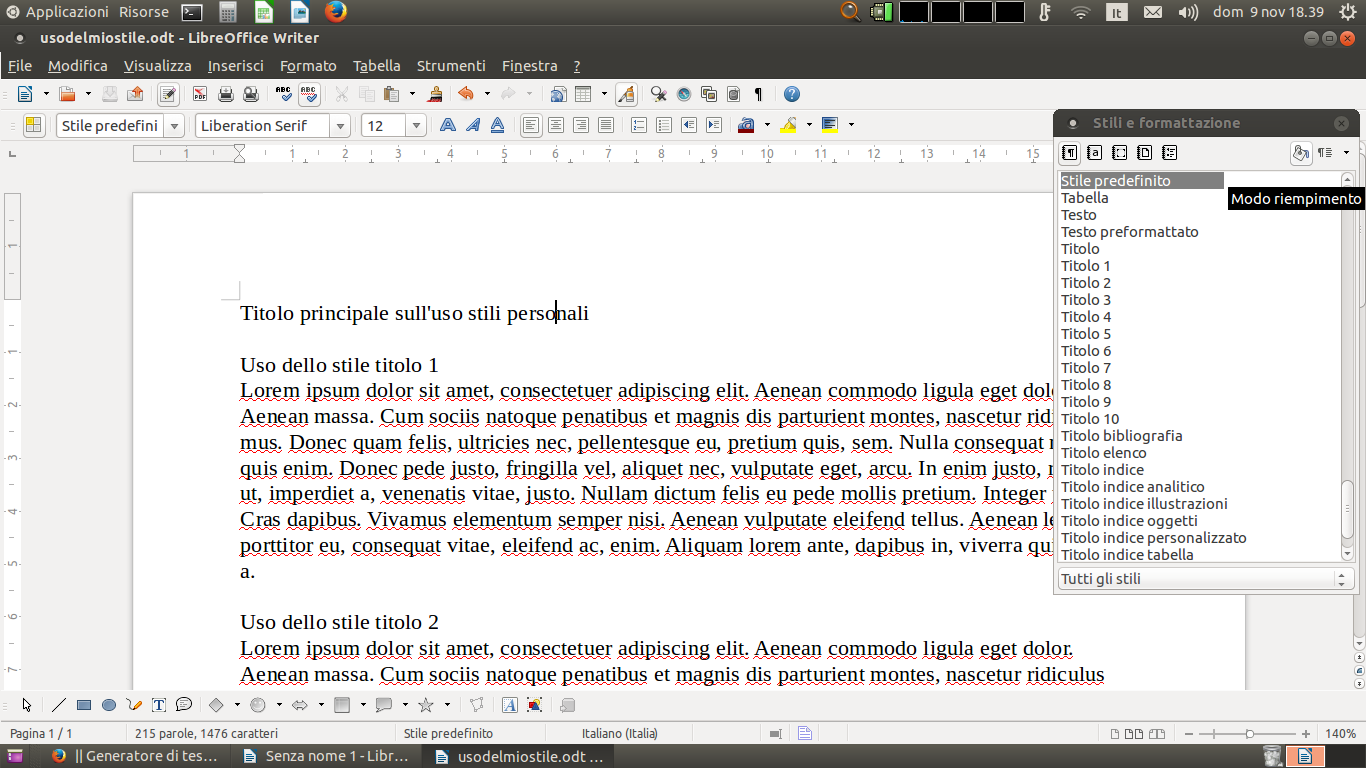 Applicazioni Risorse It dom 9 nov 18.39
usodelmiostile.odt - LibreOffice Writer
File Modifica Visualizza Inserisci Formato Tabella Strumenti Finestra ?
Stile predefini Liberation Serif 12
1 1 2 3 4 5 6 7 8 9 10 11 12 13 14 15
Stili e formattazione
Stile predefinito
Modo riempimento
Tabella
Testo
Testo preformattato
Titolo
Titolo 1
Titolo 2
Titolo 3
Titolo 4
Titolo 5
Titolo 6
Titolo 7
Titolo 8
Titolo 9
Titolo 10
Titolo bibliografia
Titolo elenco
Titolo indice
Titolo indice analitico
Titolo indice illustrazioni
Titolo indice oggetti
Titolo indice personalizzato
Titolo indice tabella
Tutti gli stili
Titolo principale sull'uso stili personali
Uso dello stile titolo 1
Lorem ipsum dolor sit amet, consectetuer adipiscing elit. Aenean commodo ligula eget
Aenean massa. Cum sociis natoque penatibus et magnis dis parturient montes, nascetur
mus. Donec quam felis, ultricies nec, pellentesque eu, pretium quis, sem. Nulla consequat
quis enim. Donec pede justo, fringilla vel, aliquet nec, vulputate eget, arcu. In enim justo,
ut, imperdiet a, venenatis vitae, justo. Nullam dictum felis eu pede mollis pretium. Integer
Cras dapibus. Vivamus elementum semper nisi. Aenean vulputate eleifend tellus. Aenean
porttitor eu, consequat vitae, eleifend ac, enim. Aliquam lorem ante, dapibus in, viverra
a.
Uso dello stile titolo 2
Lorem ipsum dolor sit amet, consectetuer adipiscing elit. Aenean commodo ligula eget dolor.
Aenean massa. Cum sociis natoque penatibus et magnis dis parturient montes, nascetur ridiculus
1
1
2
3
4
5
6
7
Pagina 1 / 1 215 parole, 1476 caratteri Stile predefinito Italiano (Italia) 140%
|| Generatore di tes... Senza nome 1 - Libr... usodelmiostile.odt ...